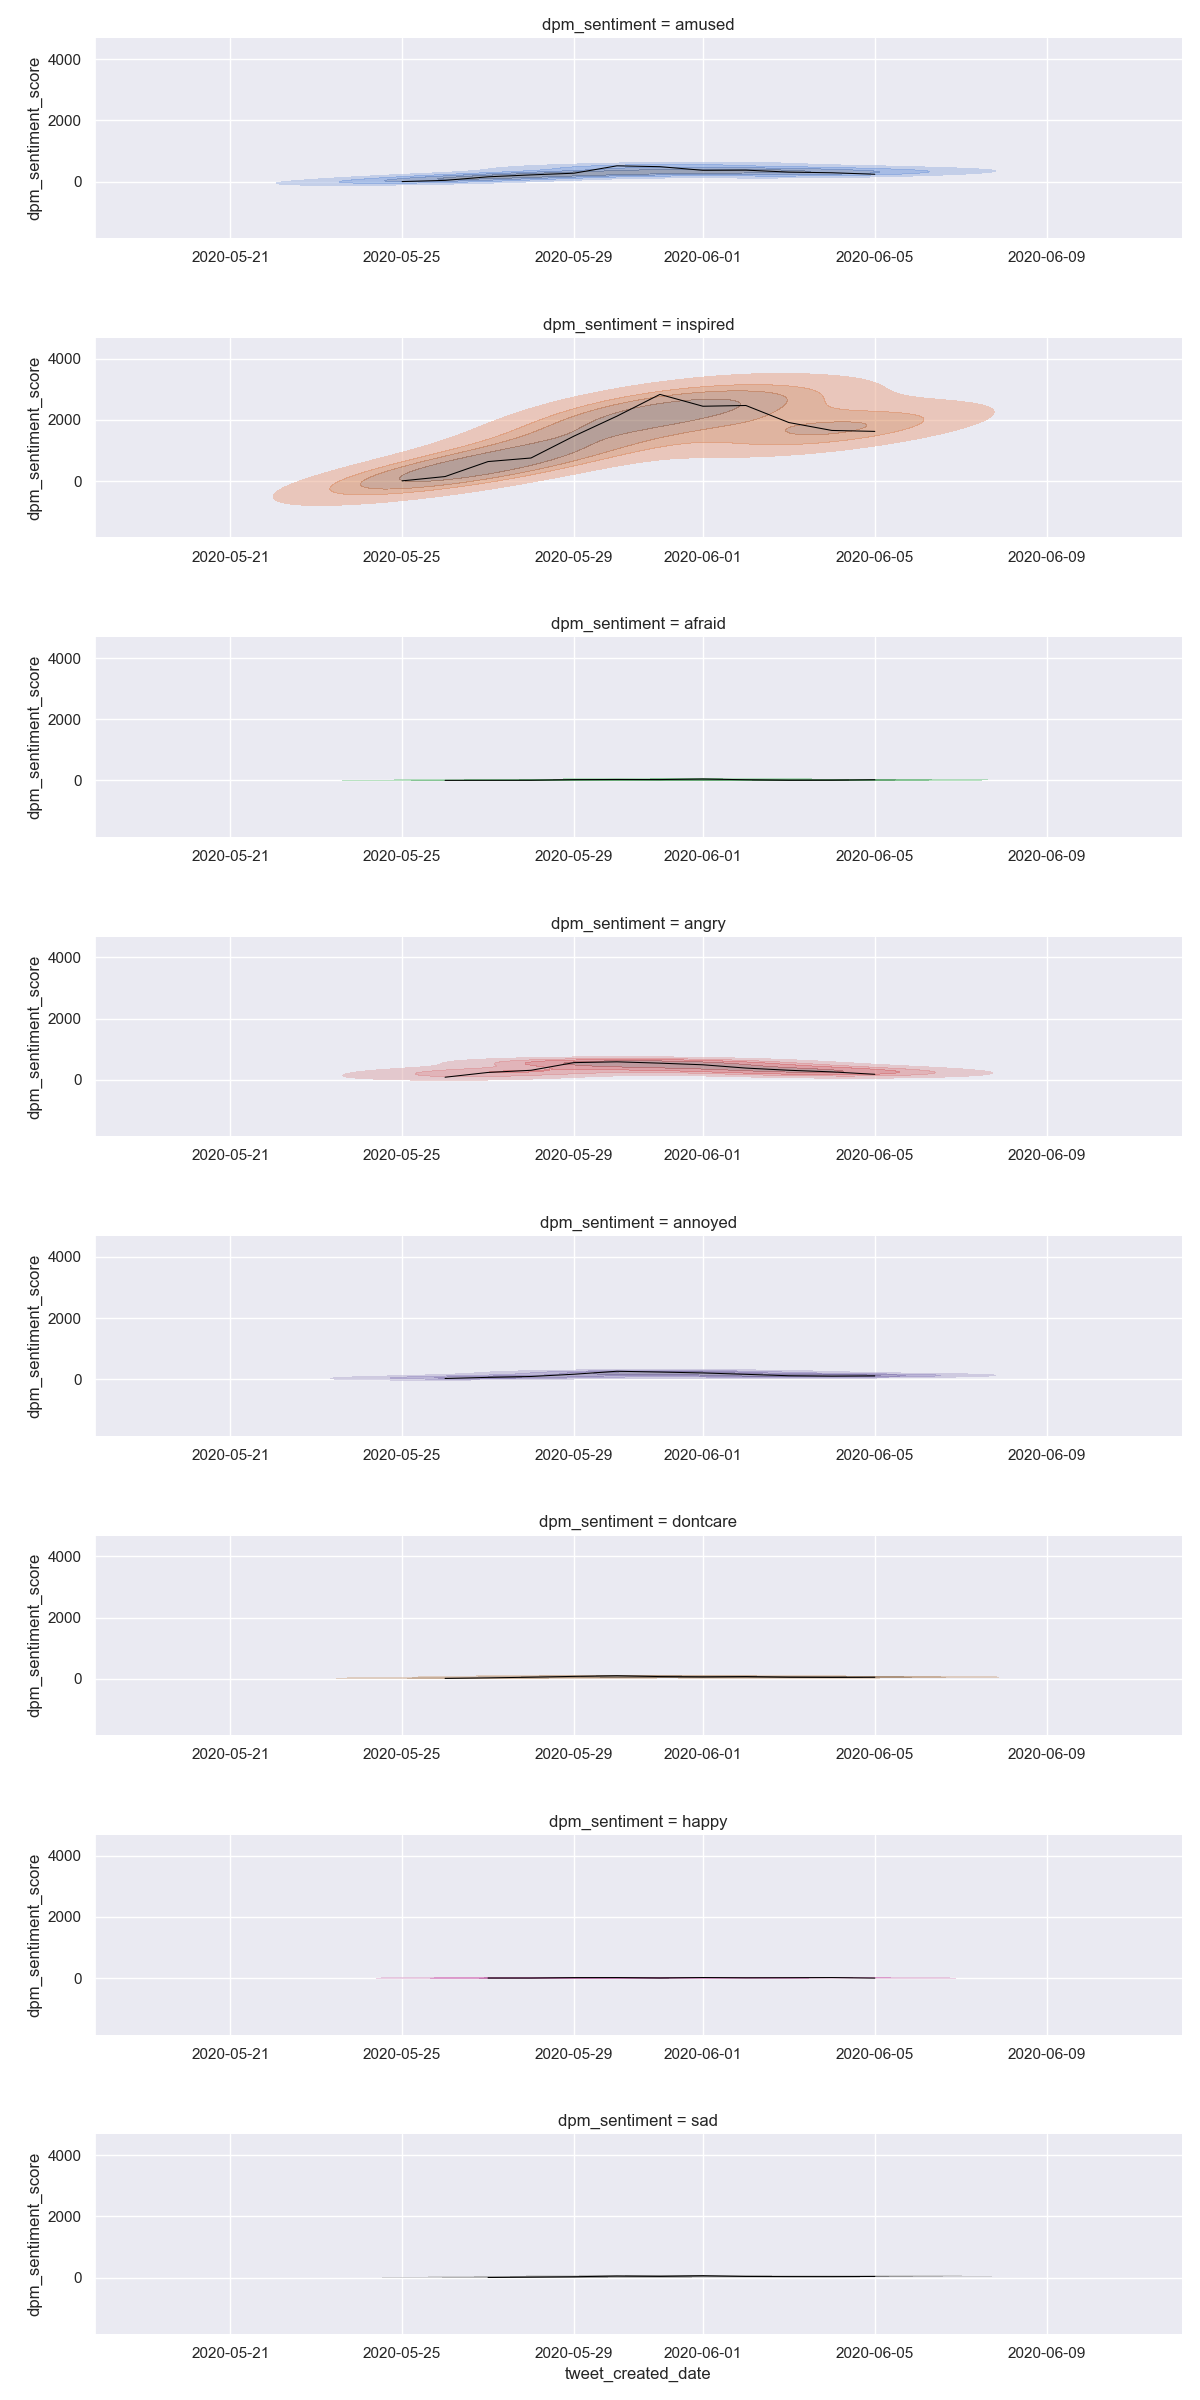 dpm_sentiment = amused
dpm_sentiment_score
4000
2000
0
2020-05-21 2020-05-25 2020-05-29 2020-06-01 2020-06-05 2020-06-09
dpm_sentiment = inspired
dpm_sentiment_score
4000
2000
0
2020-05-21 2020-05-25 2020-05-29 2020-06-01 2020-06-05 2020-06-09
dpm_sentiment = afraid
dpm_sentiment_score
4000
2000
0
2020-05-21 2020-05-25 2020-05-29 2020-06-01 2020-06-05 2020-06-09
dpm_sentiment = angry
dpm_sentiment_score
4000
2000
0
2020-05-21 2020-05-25 2020-05-29 2020-06-01 2020-06-05 2020-06-09
dpm_sentiment = annoyed
dpm_sentiment_score
4000
2000
0
2020-05-21 2020-05-25 2020-05-29 2020-06-01 2020-06-05 2020-06-09
dpm_sentiment = dontcare
dpm_sentiment_score
4000
2000
0
2020-05-21 2020-05-25 2020-05-29 2020-06-01 2020-06-05 2020-06-09
dpm_sentiment = happy
dpm_sentiment_score
4000
2000
0
2020-05-21 2020-05-25 2020-05-29 2020-06-01 2020-06-05 2020-06-09
dpm_sentiment = sad
dpm_sentiment_score
4000
2000
0
2020-05-21 2020-05-25 2020-05-29 2020-06-01 2020-06-05 2020-06-09
tweet_created_date